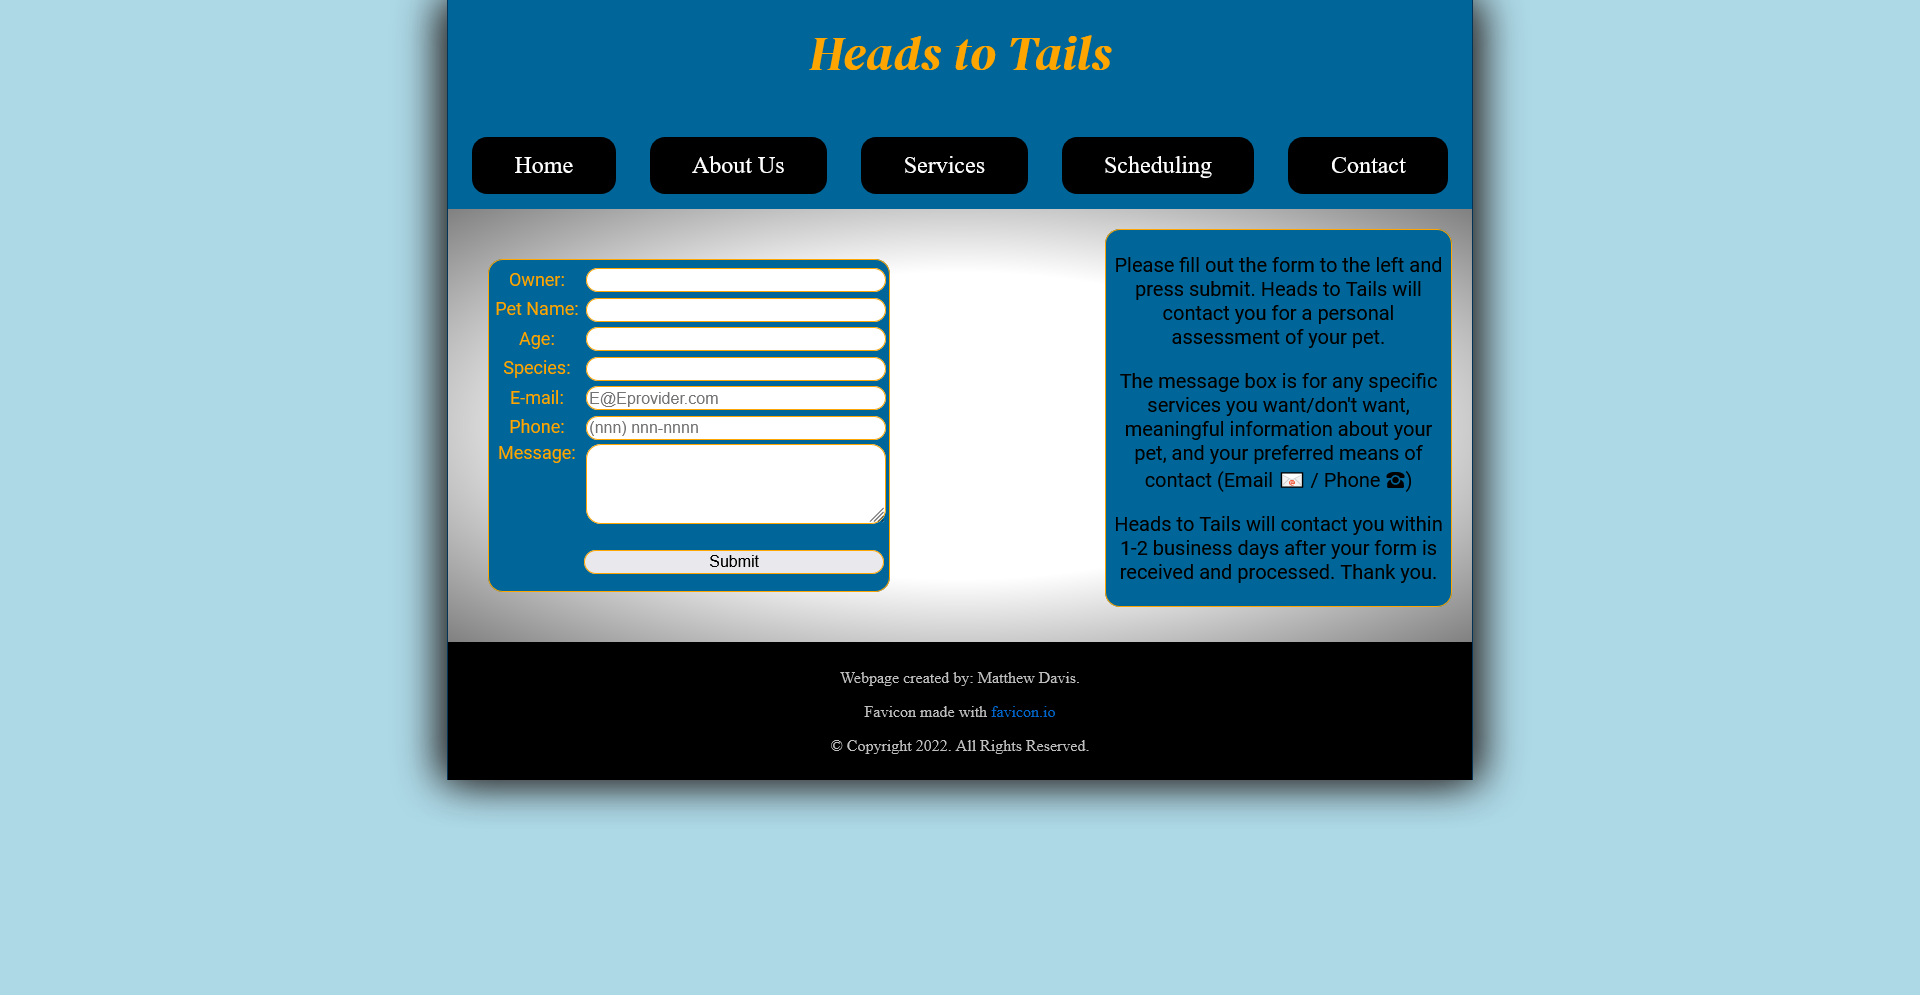 Heads to Tails
Home
About Us
Services
Scheduling
Contact
Owner:
Pet Name:
Age:
Species:
E-mail: E@Eprovider.com
Phone: (nnn) nnn-nnnn
Message:
Submit
Please fill out the form to the left and
press submit. Heads to Tails will
contact you for a personal
assessment of your pet.
The message box is for any specific
services you want/don't want,
meaningful information about your
pet, and your preferred means of
contact (Email 📧 / Phone ☎)
Heads to Tails will contact you within
1-2 business days after your form is
received and processed. Thank you.
Webpage created by: Matthew Davis.
Favicon made with favicon.io
© Copyright 2022. All Rights Reserved.